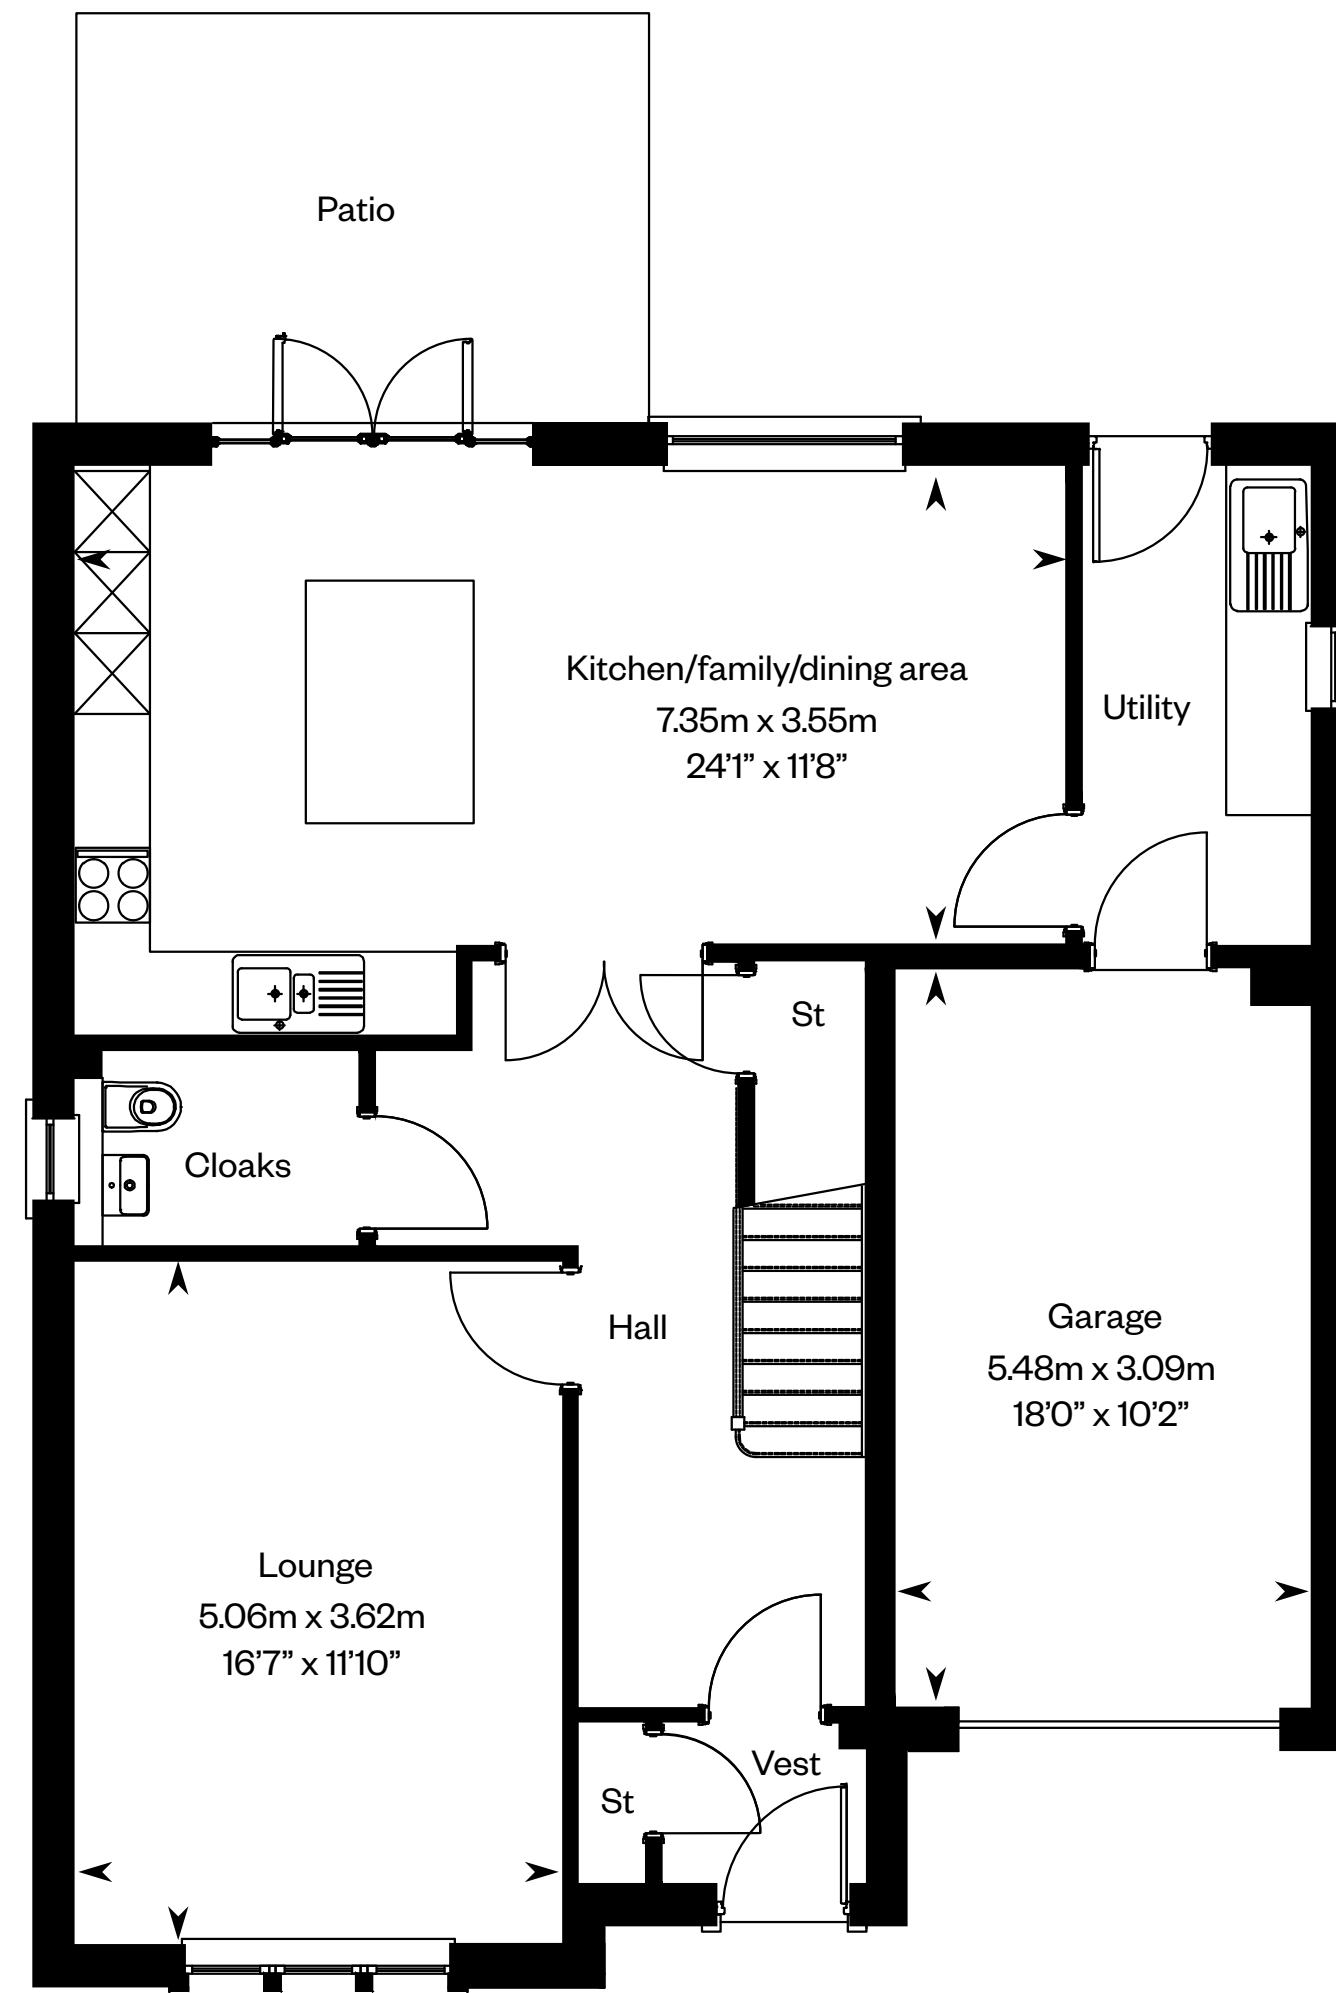 Patio
Kitchen/family/dining area
7.35m x 3.55m
24’1” x 11’8”
Utility
St
Cloaks
Hall
Garage
5.48m x 3.09m
18’0” x 10’2”
Lounge
5.06m x 3.62m
16’7” x 11’10”
Vest
St